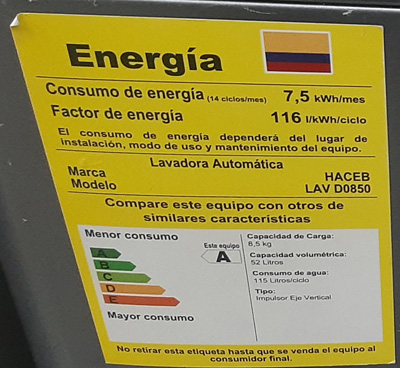 Energía
Consumo de energía (14 ciclos/mes) 7,5 kWh/mes
Factor de energía 116 l/kWh/ciclo
El consumo de energía dependerá del lugar de
instalación, modo de uso y mantenimiento del equipo.
Lavadora Automática
Marca HACEB
Modelo LAV D0850
Compare este equipo con otros de
similares características
Menor consumo
Este equipo
A
A
B
C
D
E
Mayor consumo
Capacidad de Carga:
8,5 kg
Capacidad volumétrica:
52 Litros
Consumo de agua:
115 Litros/ciclo
Tipo:
Impulsor Eje Vertical
No retirar esta etiqueta hasta que se venda el equipo al
consumidor final.